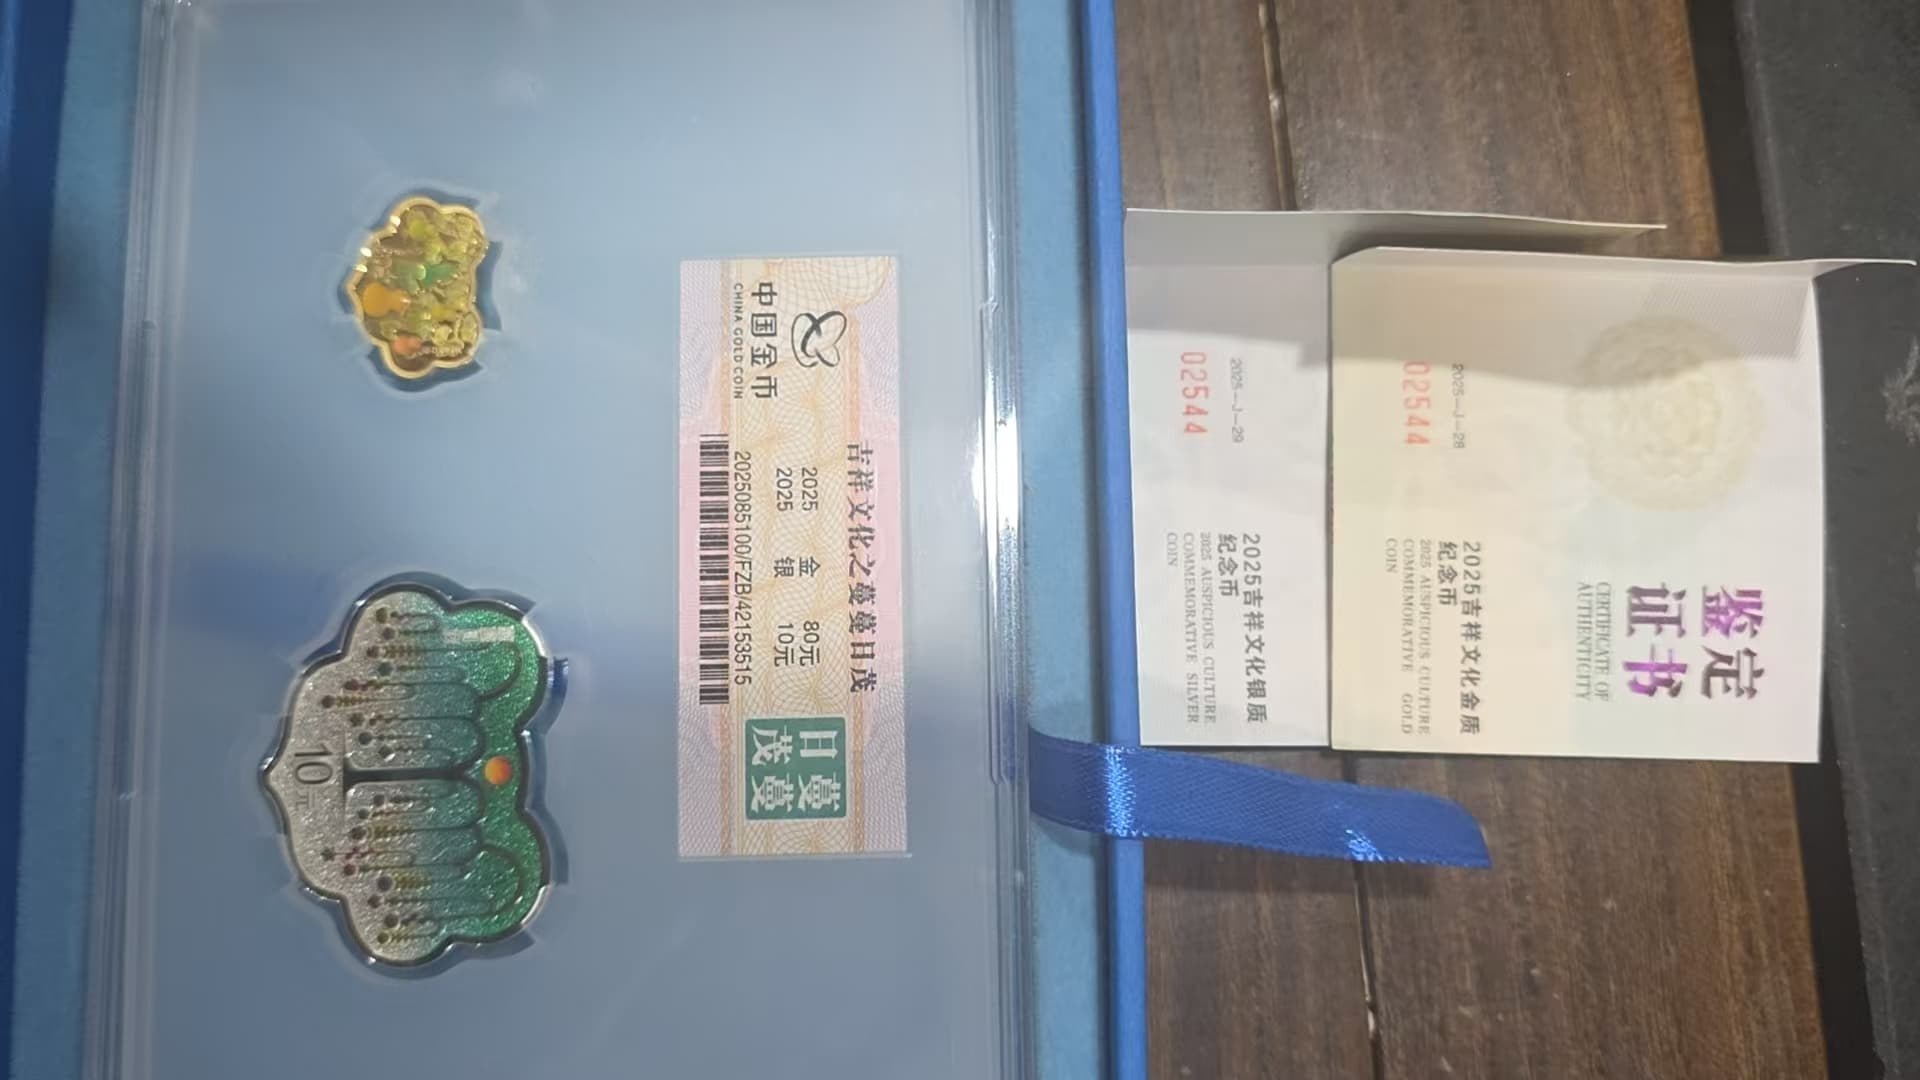 10元
中国金币
CHINA GOLD COIN
吉祥文化之蔓蔓日茂
2025 金 80元
2025 银 10元
2025085100/FZB/42153515
蔓蔓
日茂
2025—J—29
02544
2025吉祥文化银质
纪念币
2025 AUSPICIOUS CULTURE
COMMEMORATIVE SILVER
COIN
鉴定
证书
CERTIFICATE OF
AUTHENTICITY
2025—J—28
02544
2025吉祥文化金质
纪念币
2025 AUSPICIOUS CULTURE
COMMEMORATIVE GOLD
COIN